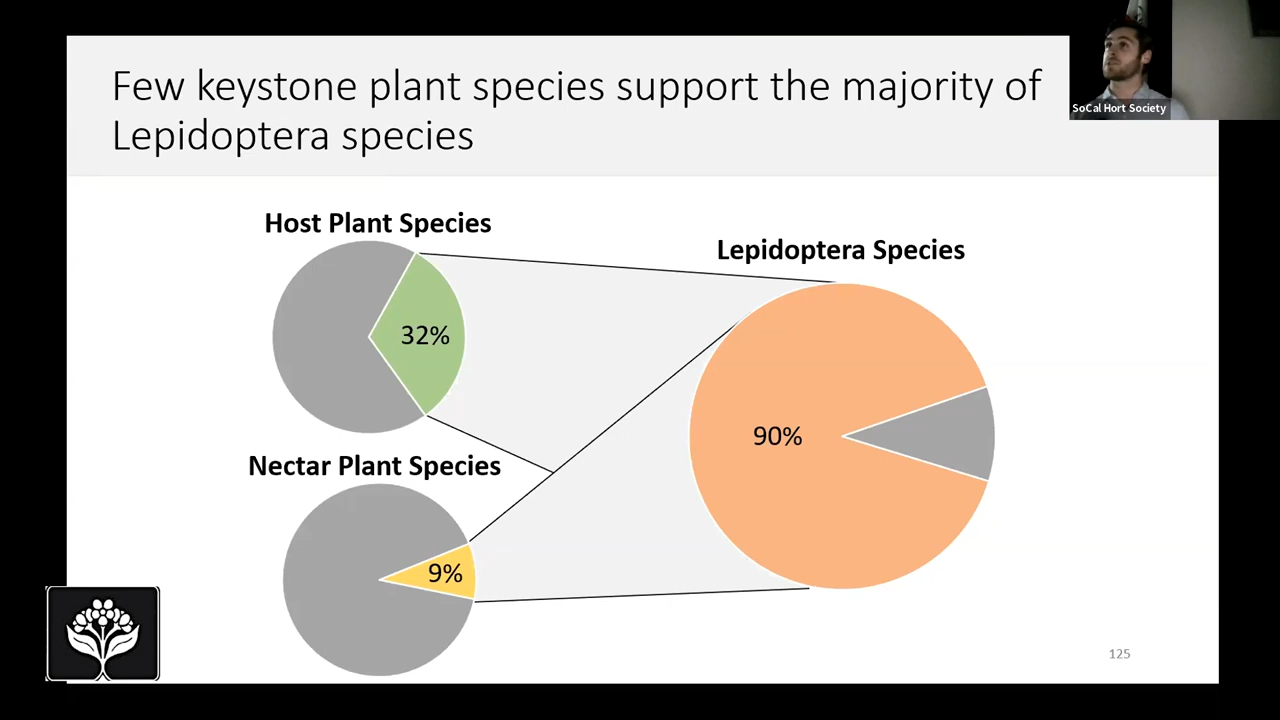 Few keystone plant species support the majority of
Lepidoptera species
SoCal Hort Society
Host Plant Species
Lepidoptera Species
32%
90%
Nectar Plant Species
9%
125